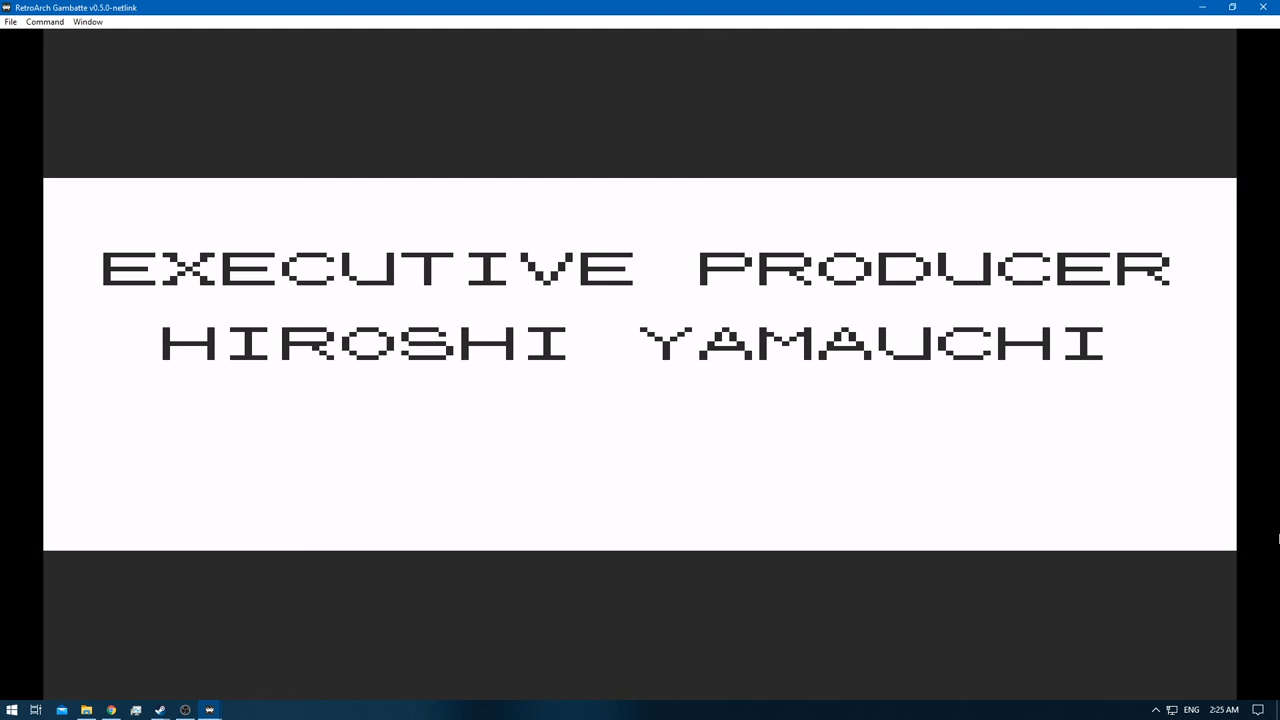 RetroArch Gambatte v0.5.0-netlink
File Command Window
EXECUTIVE PRODUCER
HIROSHI YAMAUCHI
ENG 2:25 AM